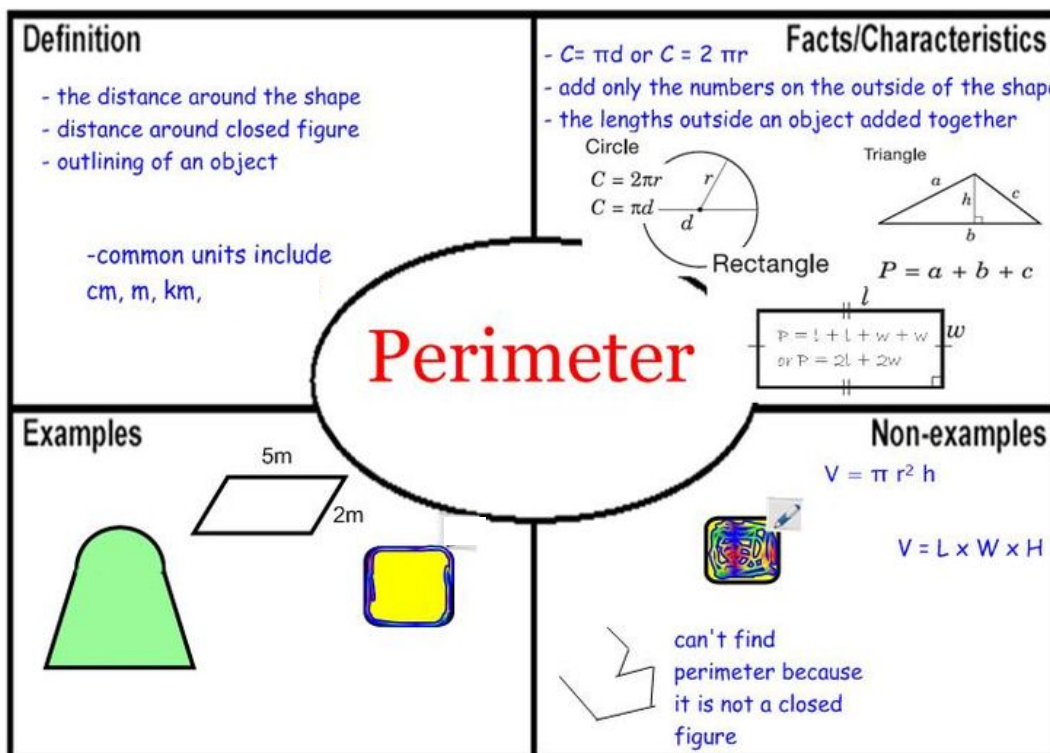 Definition
- the distance around the shape
- distance around closed figure
- outlining of an object
-common units include
cm, m, km,
Facts/Characteristics
- C= πd or C = 2 πr
- add only the numbers on the outside of the shape
- the lengths outside an object added together
Circle
C = 2πr
C = πd
r
d
Triangle
a
h
c
b
P = a + b + c
Rectangle
l
w
P = l + l + w + w
or P = 2l + 2w
Perimeter
Examples
5m
2m
Non-examples
V = π r² h
V = L x W x H
can't find
perimeter because
it is not a closed
figure